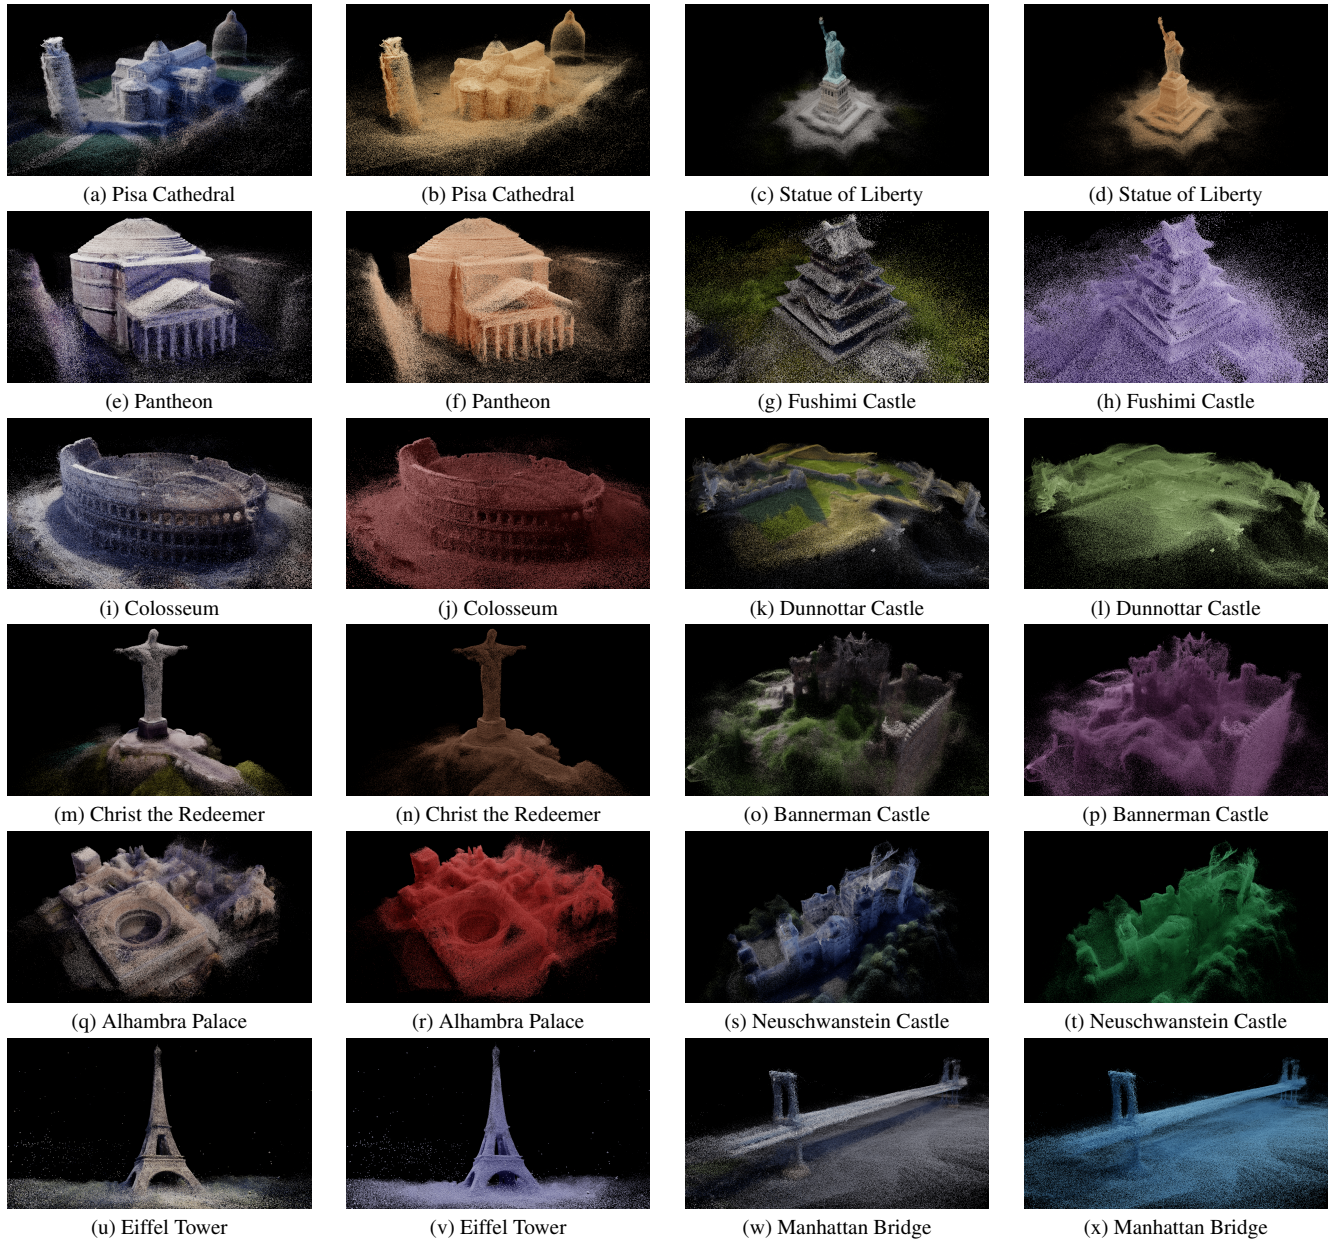 (a) Pisa Cathedral
(b) Pisa Cathedral
(c) Statue of Liberty
(d) Statue of Liberty
(e) Pantheon
(f) Pantheon
(g) Fushimi Castle
(h) Fushimi Castle
(i) Colosseum
(j) Colosseum
(k) Dunnottar Castle
(l) Dunnottar Castle
(m) Christ the Redeemer
(n) Christ the Redeemer
(o) Bannerman Castle
(p) Bannerman Castle
(q) Alhambra Palace
(r) Alhambra Palace
(s) Neuschwanstein Castle
(t) Neuschwanstein Castle
(u) Eiffel Tower
(v) Eiffel Tower
(w) Manhattan Bridge
(x) Manhattan Bridge